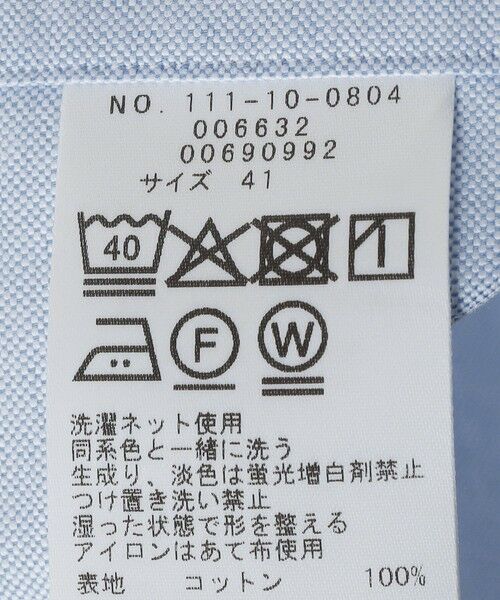 NO. 111-10-0804
006632
00690992
サイズ 41
40
F W
洗濯ネット使用
同系色と一緒に洗う
生成り、淡色は蛍光増白剤禁止
つけ置き洗い禁止
湿った状態で形を整える
アイロンはあて布使用
表地 コットン 100%